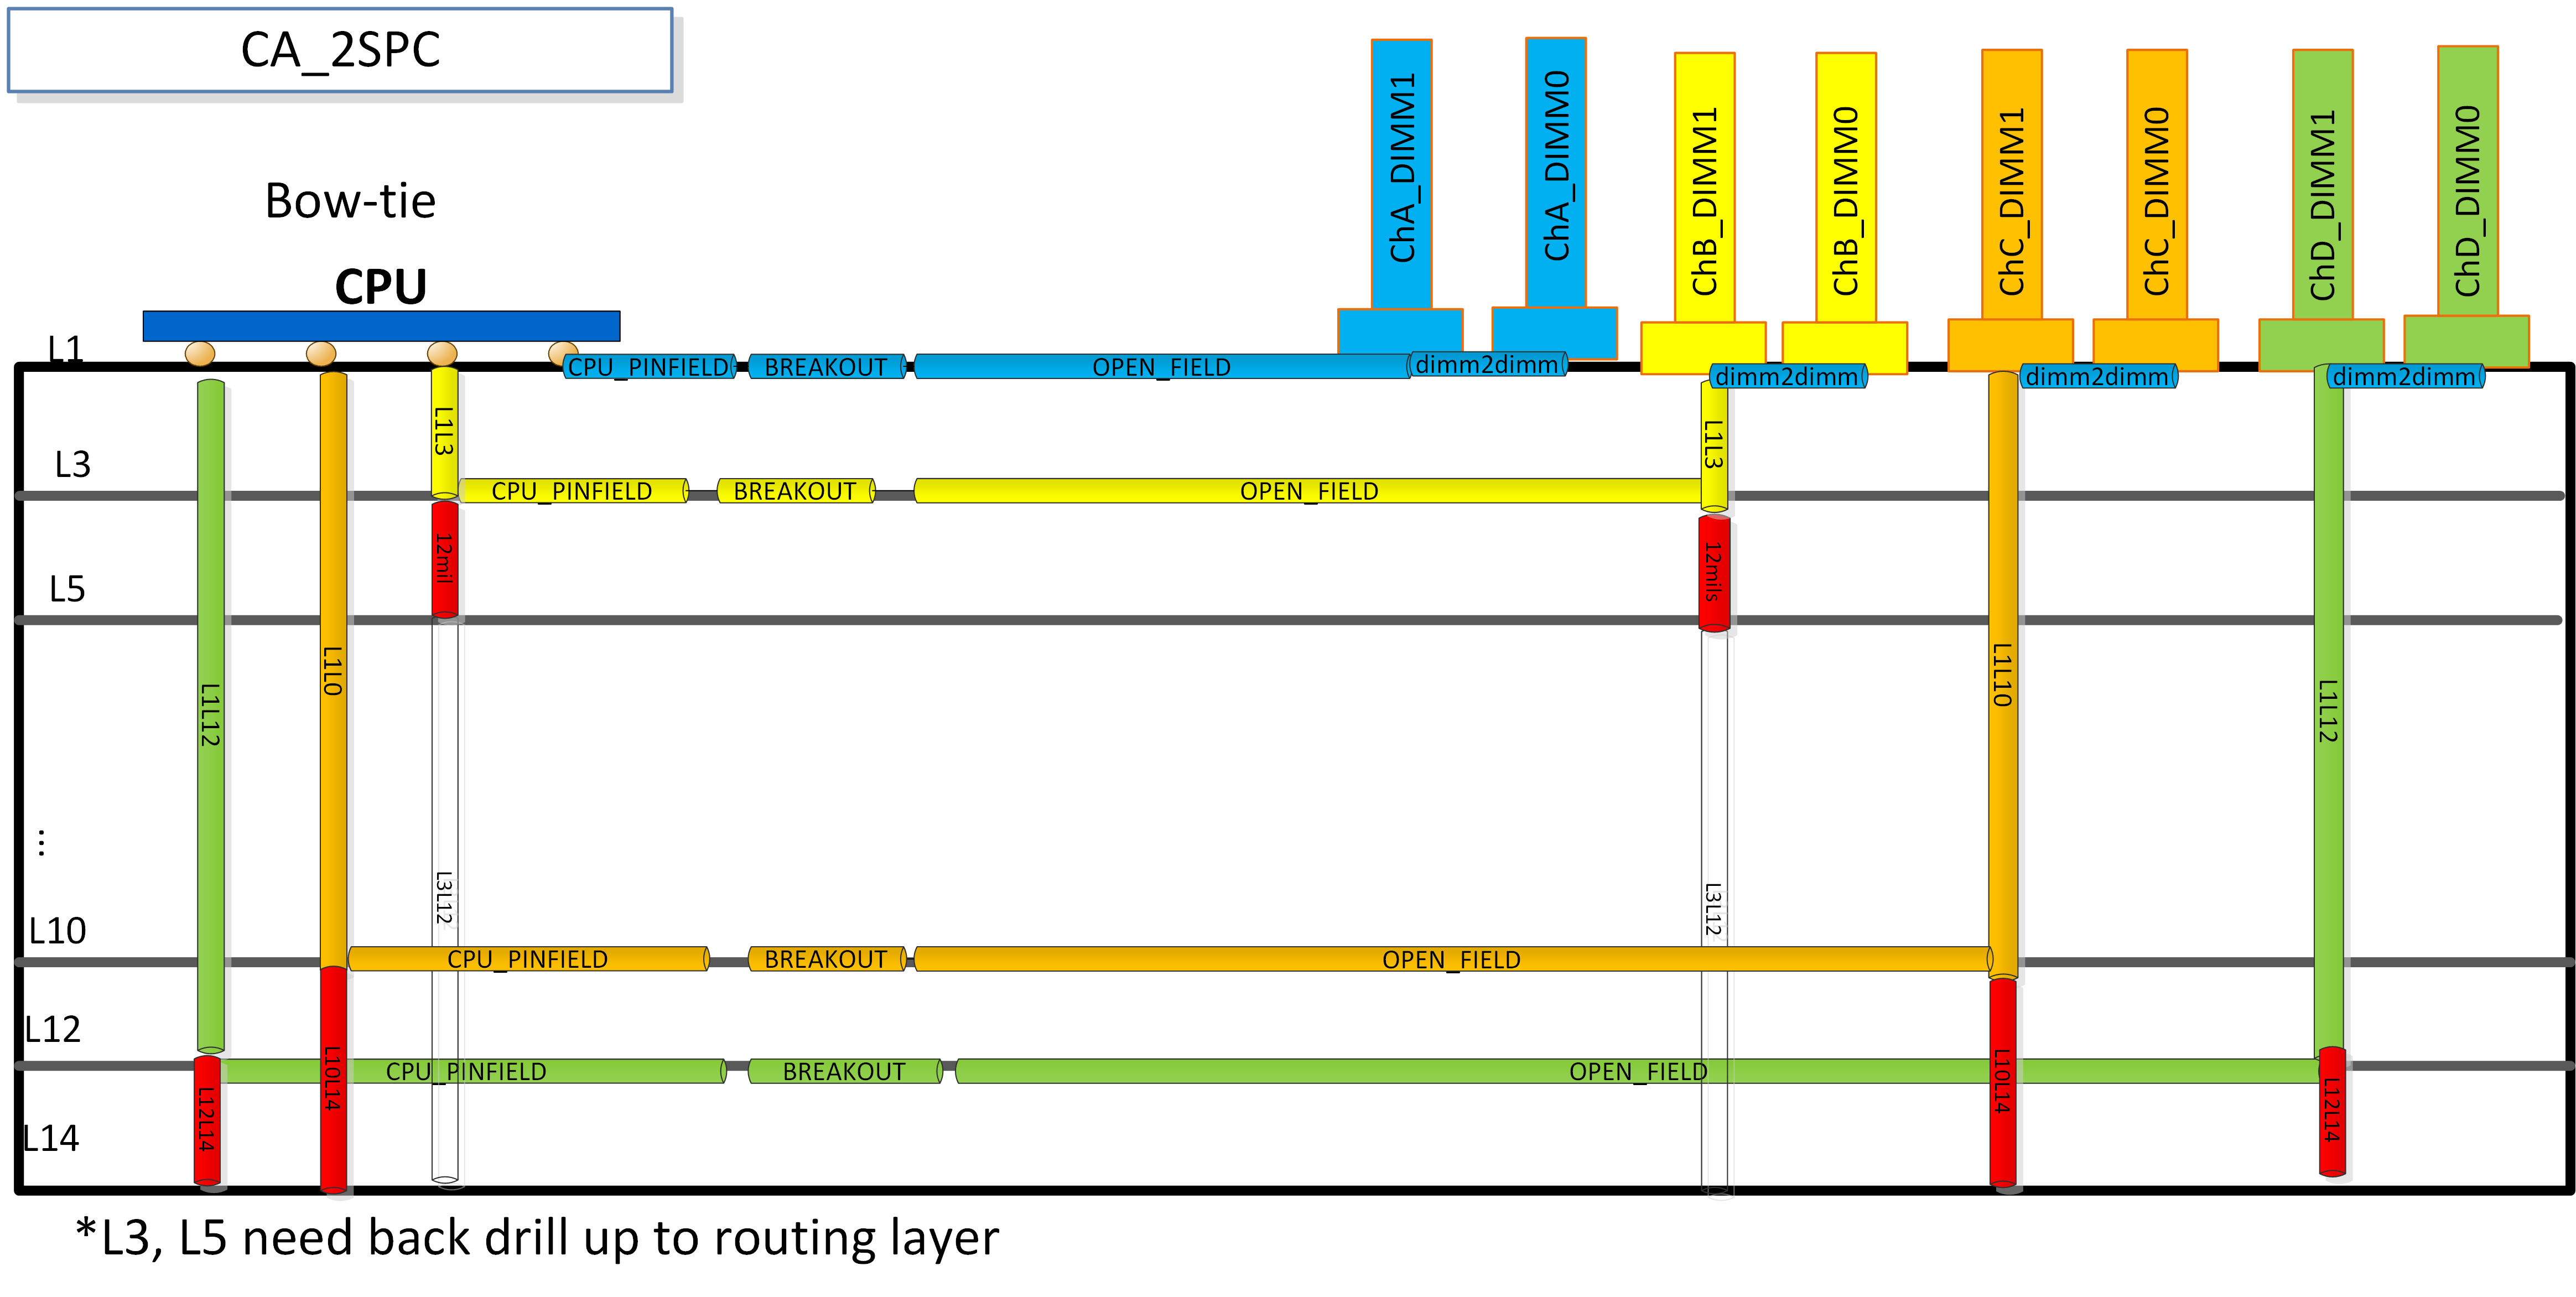 CA_2SPC
Bow-tie
CPU
ChA_DIMM1
ChA_DIMM0
ChB_DIMM1
ChB_DIMM0
ChC_DIMM1
ChC_DIMM0
ChD_DIMM1
ChD_DIMM0
L1
CPU_PINFIELD
BREAKOUT
OPEN_FIELD
dimm2dimm
dimm2dimm
dimm2dimm
dimm2dimm
L1L3
L1L3
L3
CPU_PINFIELD
BREAKOUT
OPEN_FIELD
12mil
12mils
L5
L1L12
L1L0
L1L10
L1L12
...
L3L12
L3L12
L10
CPU_PINFIELD
BREAKOUT
OPEN_FIELD
L12
CPU_PINFIELD
BREAKOUT
OPEN_FIELD
L12L14
L10L14
L10L14
L12L14
L14
*L3, L5 need back drill up to routing layer